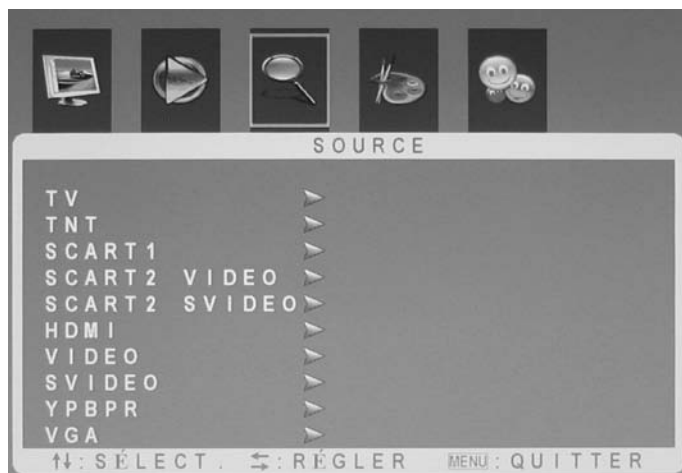 SOURCE
TV
TNT
SCART1
SCART2 VIDEO
SCART2 SVIDEO
HDMI
VIDEO
SVIDEO
YPBPR
VGA
↑↓: SÉLECT. ⇆: RÉGLER MENU: QUITTER